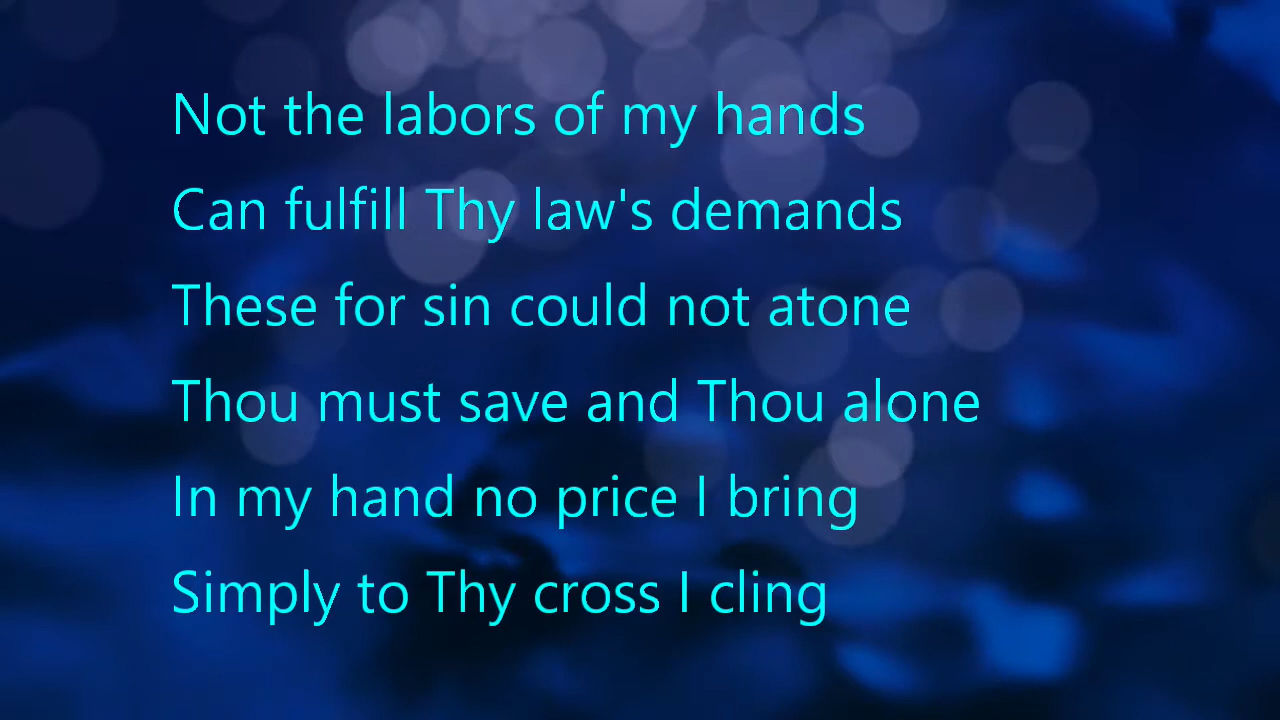 Not the labors of my hands
Can fulfill Thy law's demands
These for sin could not atone
Thou must save and Thou alone
In my hand no price I bring
Simply to Thy cross I cling